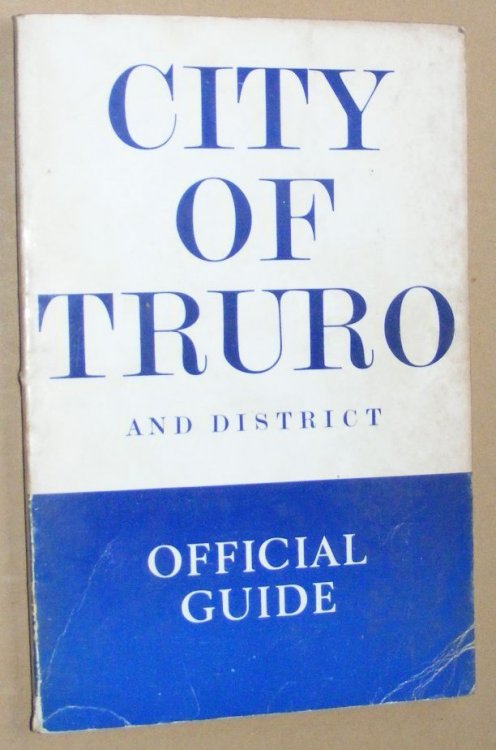 CITY
OF
TRURO
AND DISTRICT
OFFICIAL
GUIDE